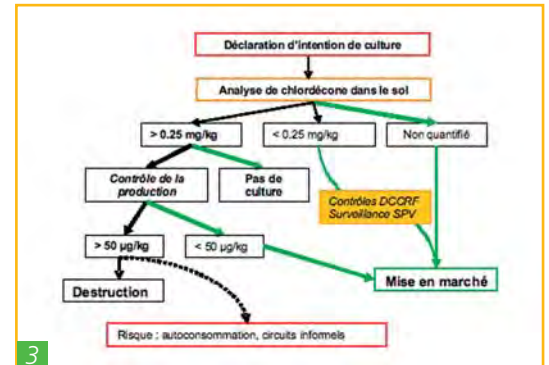 Déclaration d'intention de culture
Analyse de chlordécone dans le sol
> 0.25 mg/kg
< 0.25 mg/kg
Non quantifié
Contrôle de la
production
Pas de
culture
Contrôles DCCRF
Surveillance SPV
> 50 µg/kg
< 50 µg/kg
Destruction
Mise en marché
Risque : autoconsommation, circuits informels
3